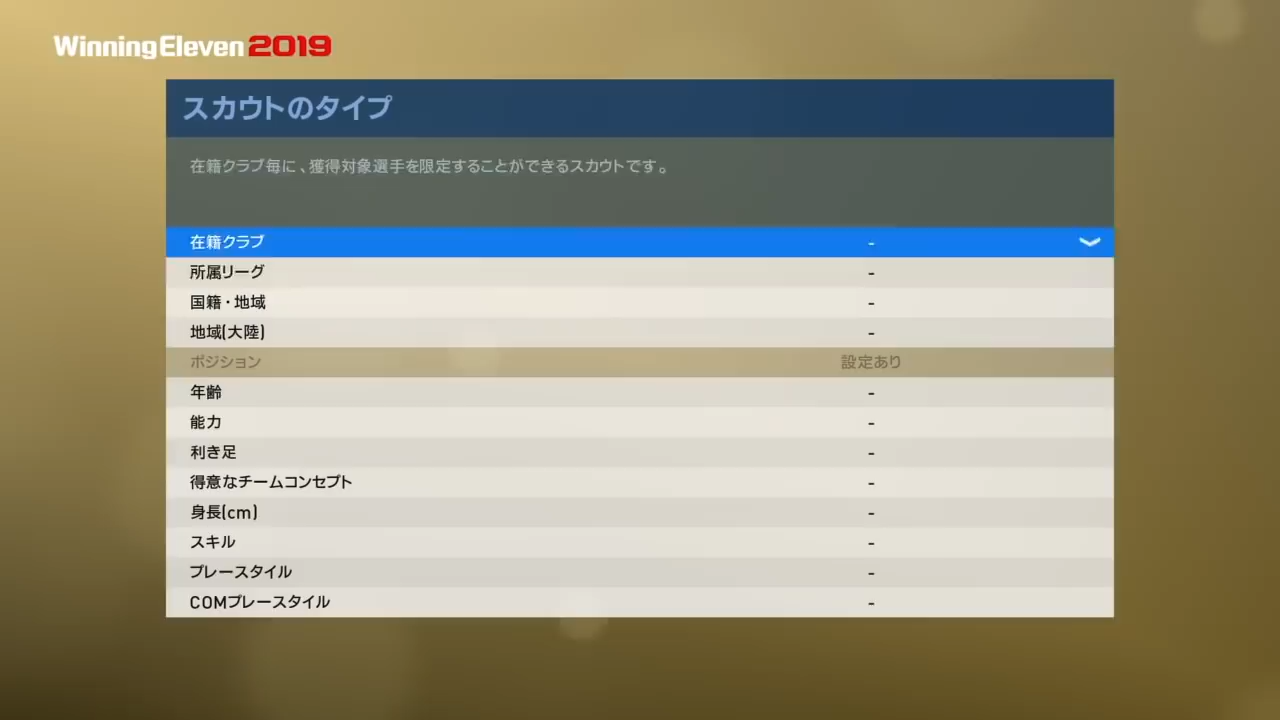 Winning Eleven 2019
スカウトのタイプ
在籍クラブ毎に、獲得対象選手を限定することができるスカウトです。
在籍クラブ -
所属リーグ -
国籍・地域 -
地域(大陸) -
ポジション 設定あり
年齢 -
能力 -
利き足 -
得意なチームコンセプト -
身長(cm) -
スキル -
プレースタイル -
COMプレースタイル -